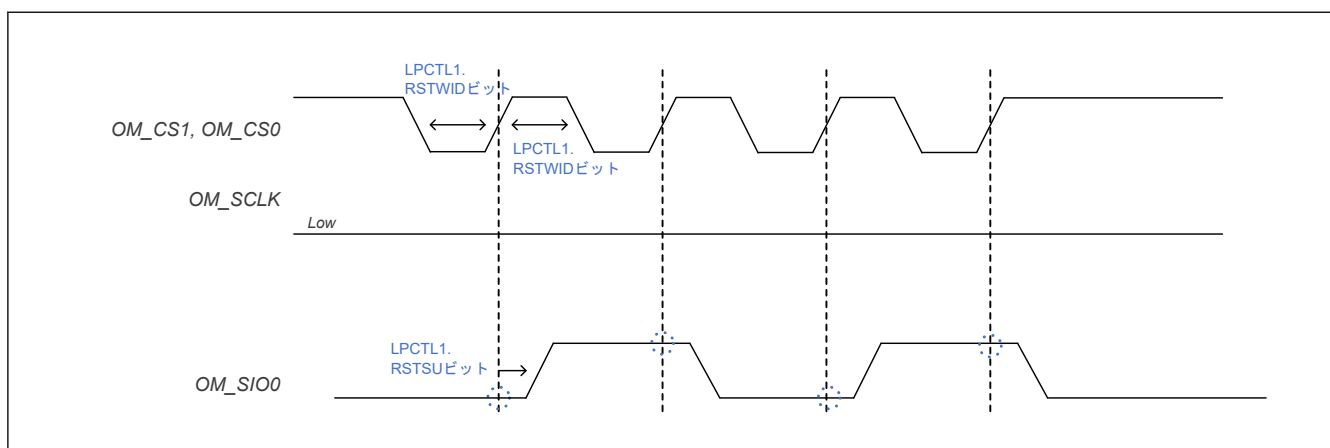 LPCTL1.
RSTWIDビット
OM_CS1, OM_CS0
LPCTL1.
RSTWIDビット
OM_SCLK
Low
LPCTL1.
RSTSUビット
OM_SIO0